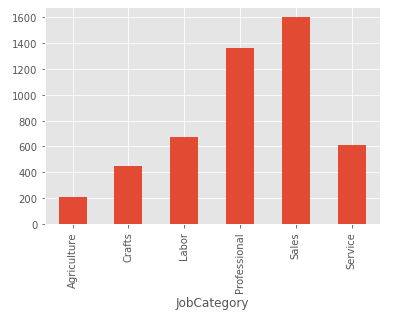 1600
1400
1200
1000
800
600
400
200
0
Agriculture
Crafts
Labor
Professional
Sales
Service
JobCategory